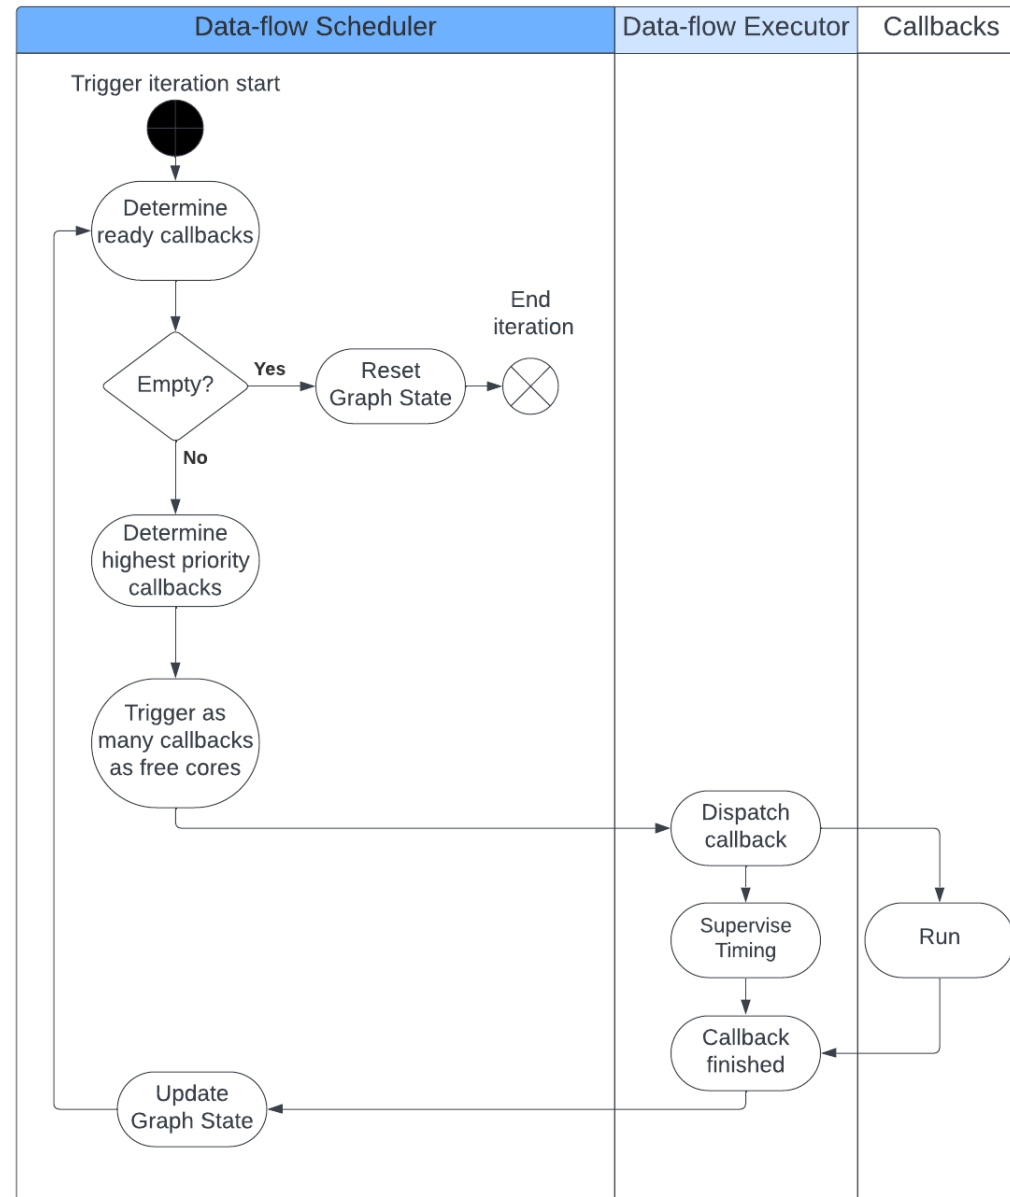 Data-flow Scheduler
Data-flow Executor
Callbacks
Trigger iteration start
Determine
ready callbacks
End
iteration
Empty?
Yes
Reset
Graph State
No
Determine
highest priority
callbacks
Trigger as
many callbacks
as free cores
Dispatch
callback
Supervise
Timing
Run
Callback
finished
Update
Graph State